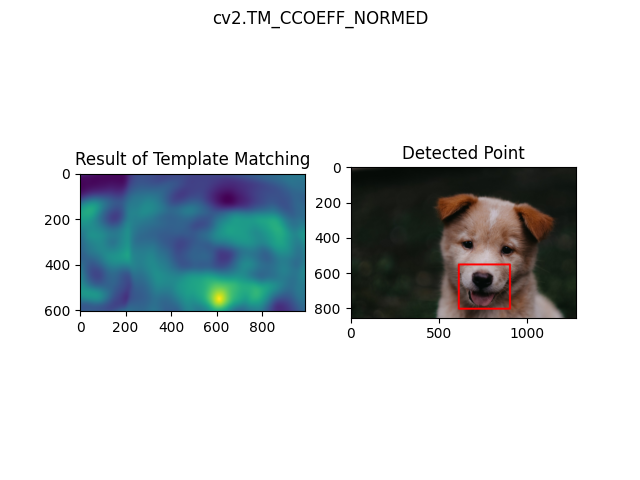 cv2.TM_CCOEFF_NORMED
Result of Template Matching
0
200
400
600
0 200 400 600 800
Detected Point
0
200
400
600
800
0 500 1000